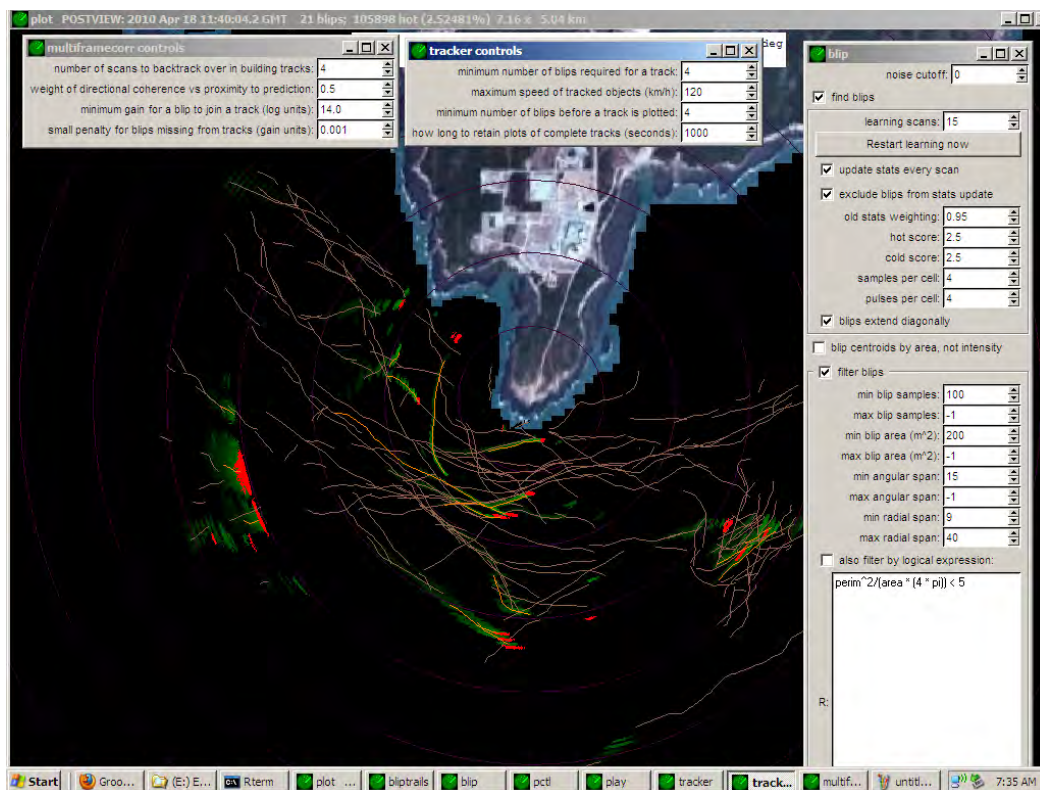 plot POSTVIEW: 2010 Apr 18 11:40:04.2 GMT 21 blips; 105898 hot (2.52481%) 7.16 x 5.04 km
deg
multiframecorr controls
number of scans to backtrack over in building tracks: 4
weight of directional coherence vs proximity to prediction: 0.5
minimum gain for a blip to join a track (log units): 14.0
small penalty for blips missing from tracks (gain units): 0.001
tracker controls
minimum number of blips required for a track: 4
maximum speed of tracked objects (km/h): 120
minimum number of blips before a track is plotted: 4
how long to retain plots of complete tracks (seconds): 1000
blip
noise cutoff: 0
find blips
learning scans: 15
Restart learning now
update stats every scan
exclude blips from stats update
old stats weighting: 0.95
hot score: 2.5
cold score: 2.5
samples per cell: 4
pulses per cell: 4
blips extend diagonally
blip centroids by area, not intensity
filter blips
min blip samples: 100
max blip samples: -1
min blip area (m^2): 200
max blip area (m^2): -1
min angular span: 15
max angular span: -1
min radial span: 9
max radial span: 40
also filter by logical expression:
perim^2/(area * (4 * pi)) < 5
R:
Start
Groo...
(E:) E...
Rterm
plot ...
bliptrails
blip
pctl
play
tracker
track...
multif...
untitl...
7:35 AM